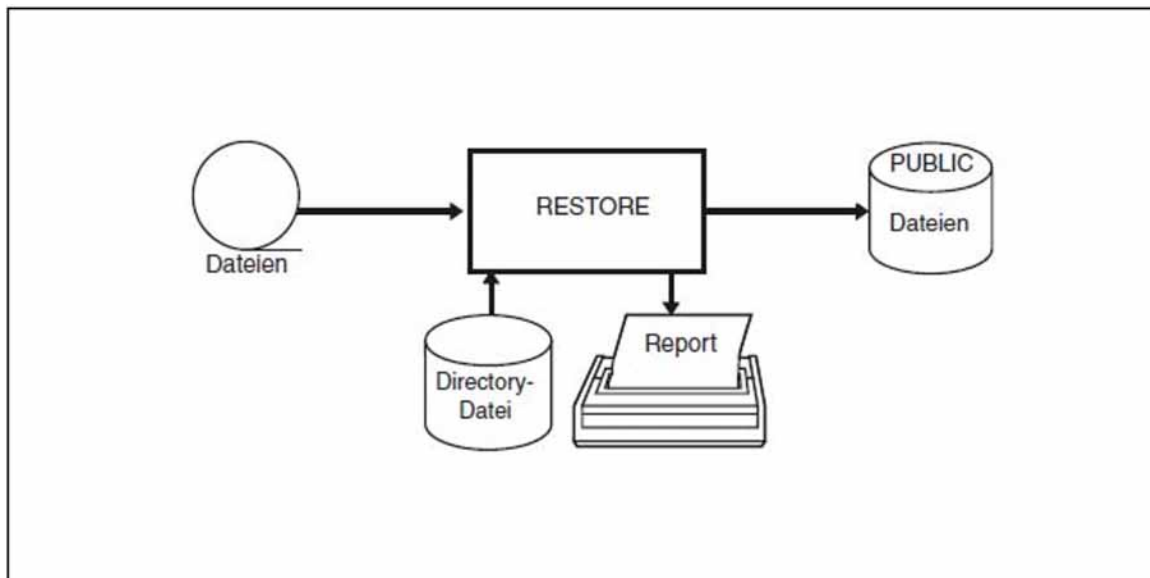 RESTORE
PUBLIC
Dateien
Dateien
Directory-
Datei
Report